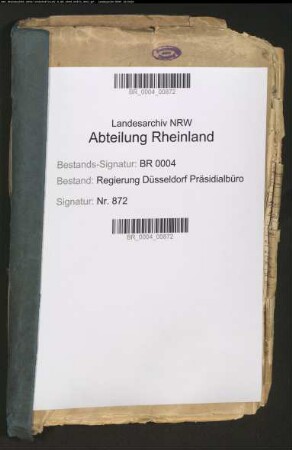 BR_0004_00872
Landesarchiv NRW
Abteilung Rheinland
Bestands-Signatur: BR 0004
Bestand: Regierung Düsseldorf Präsidialbüro
Signatur: Nr. 872
BR_0004_00872